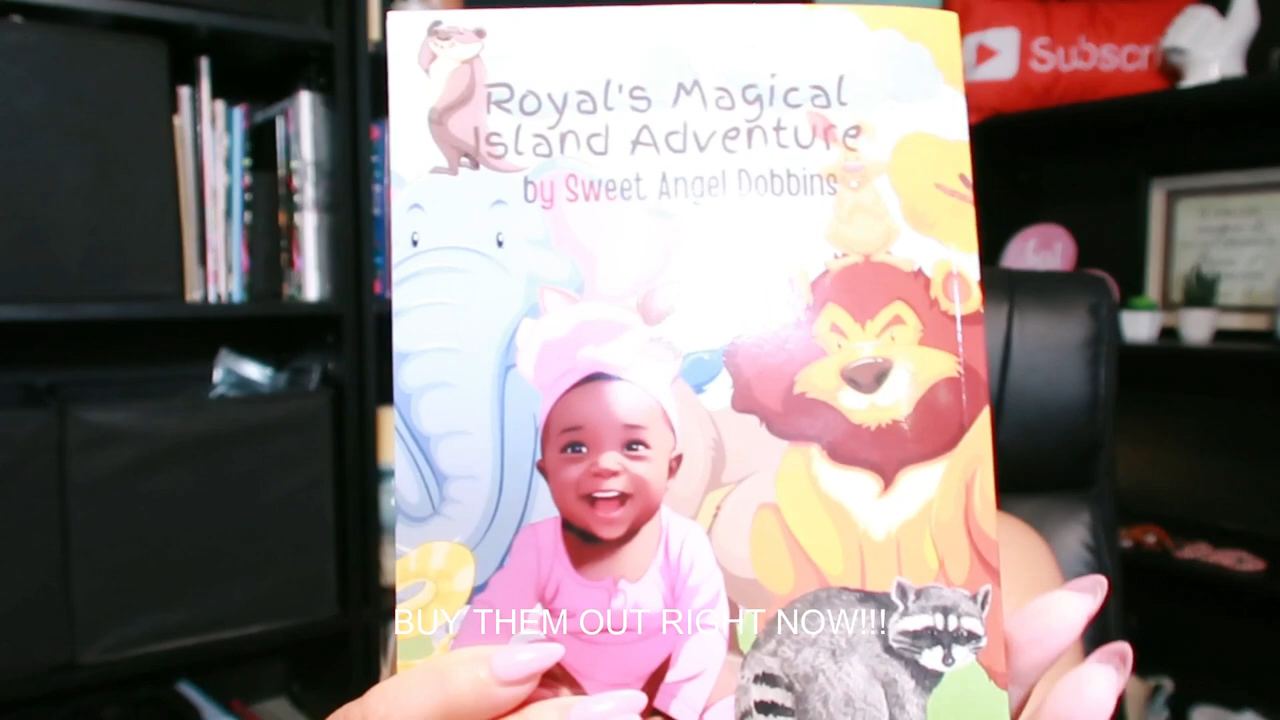 Royal's Magical
Island Adventure
by Sweet Angel Dobbins
Subscri
BUY THEM OUT RIGHT NOW!!!